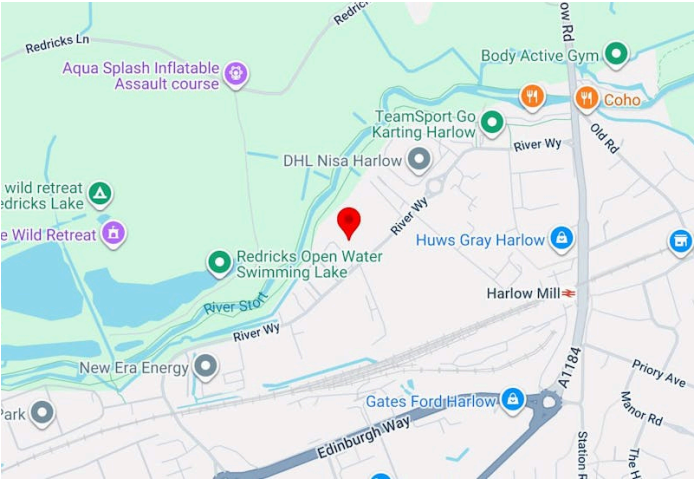 ow Rd
Redricks Ln
Redric
Body Active Gym
Aqua Splash Inflatable
Assault course
Coho
TeamSport Go
Karting Harlow
Old Rd
River Wy
DHL Nisa Harlow
wild retreat
edricks Lake
River Wy
e Wild Retreat
Huws Gray Harlow
Redricks Open Water
Swimming Lake
Harlow Mill
River Stort
River Wy
New Era Energy
A1184
Priory Ave
Gates Ford Harlow
Park
Manor Rd
Edinburgh Way
Station R
The H